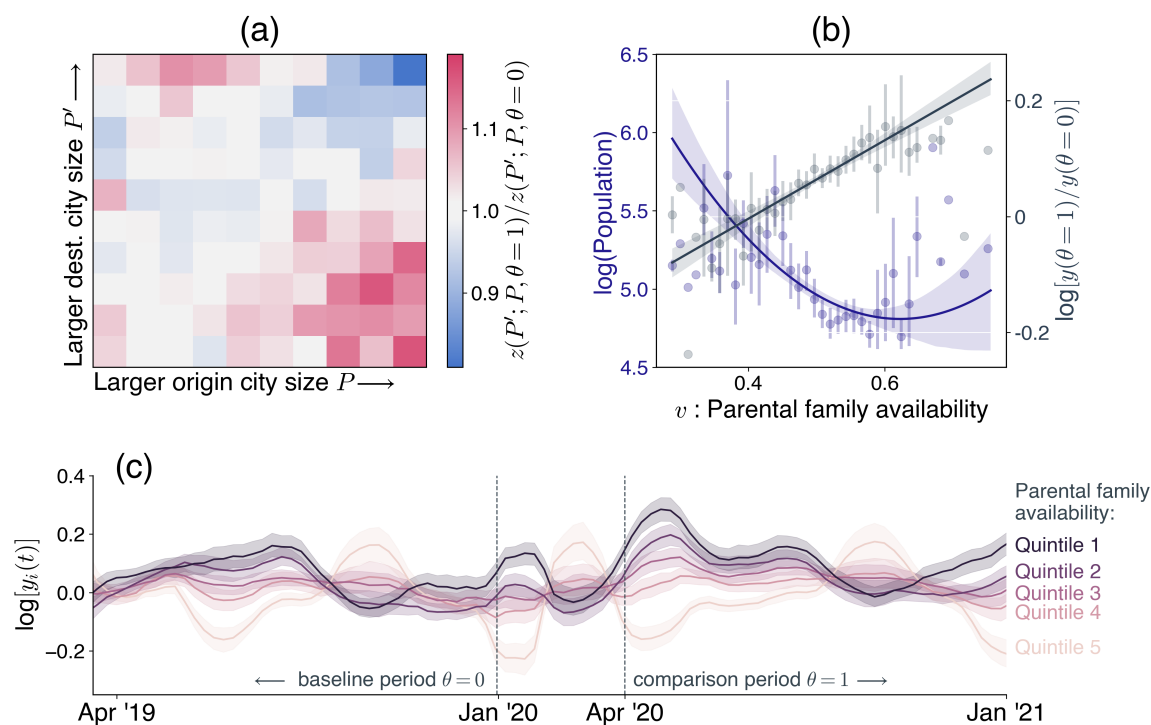 (a)
Larger dest. city size P′ ⟶
Larger origin city size P ⟶
1.1
1.0
0.9
z(P′; P, θ = 1)/z(P′; P, θ = 0)
(b)
6.5
6.0
5.5
5.0
4.5
log(Population)
0.2
0
-0.2
log[y(θ = 1)/y(θ = 0)]
0.4
0.6
v : Parental family availability
(c)
0.4
0.2
0.0
−0.2
log[y_i(t)]
⟵ baseline period θ = 0
comparison period θ = 1 ⟶
Apr '19
Jan '20
Apr '20
Jan '21
Parental family
availability:
Quintile 1
Quintile 2
Quintile 3
Quintile 4
Quintile 5